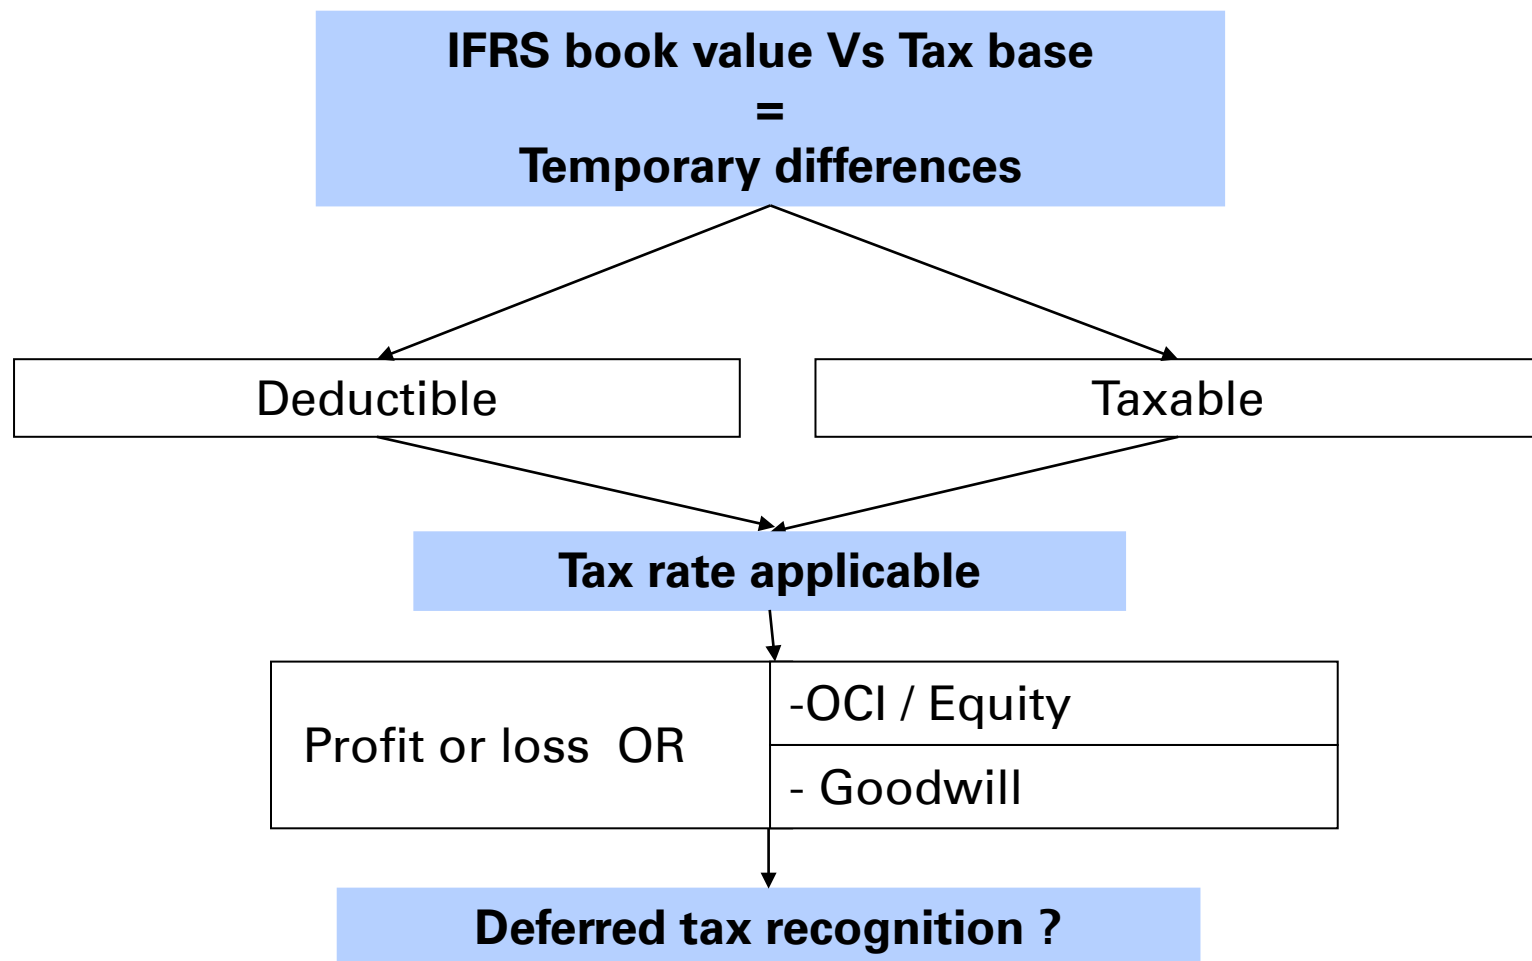 IFRS book value Vs Tax base
=
Temporary differences
Deductible
Taxable
Tax rate applicable
Profit or loss  OR
-OCI / Equity
- Goodwill
Deferred tax recognition ?